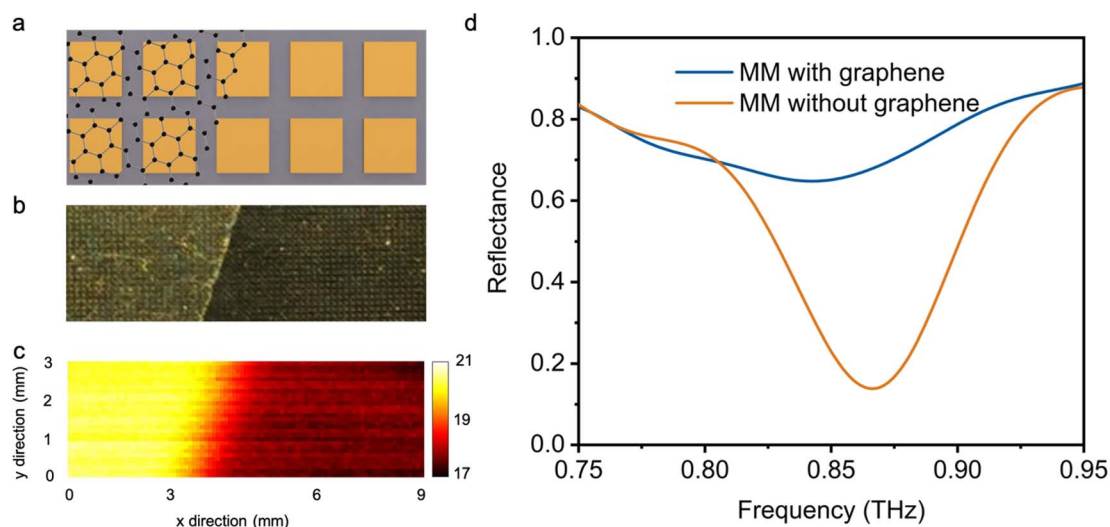 a
b
c
y direction (mm)
3
2
1
0
0
3
6
9
x direction (mm)
21
19
17
d
MM with graphene
MM without graphene
Reflectance
1.0
0.8
0.6
0.4
0.2
0.0
0.75
0.80
0.85
0.90
0.95
Frequency (THz)